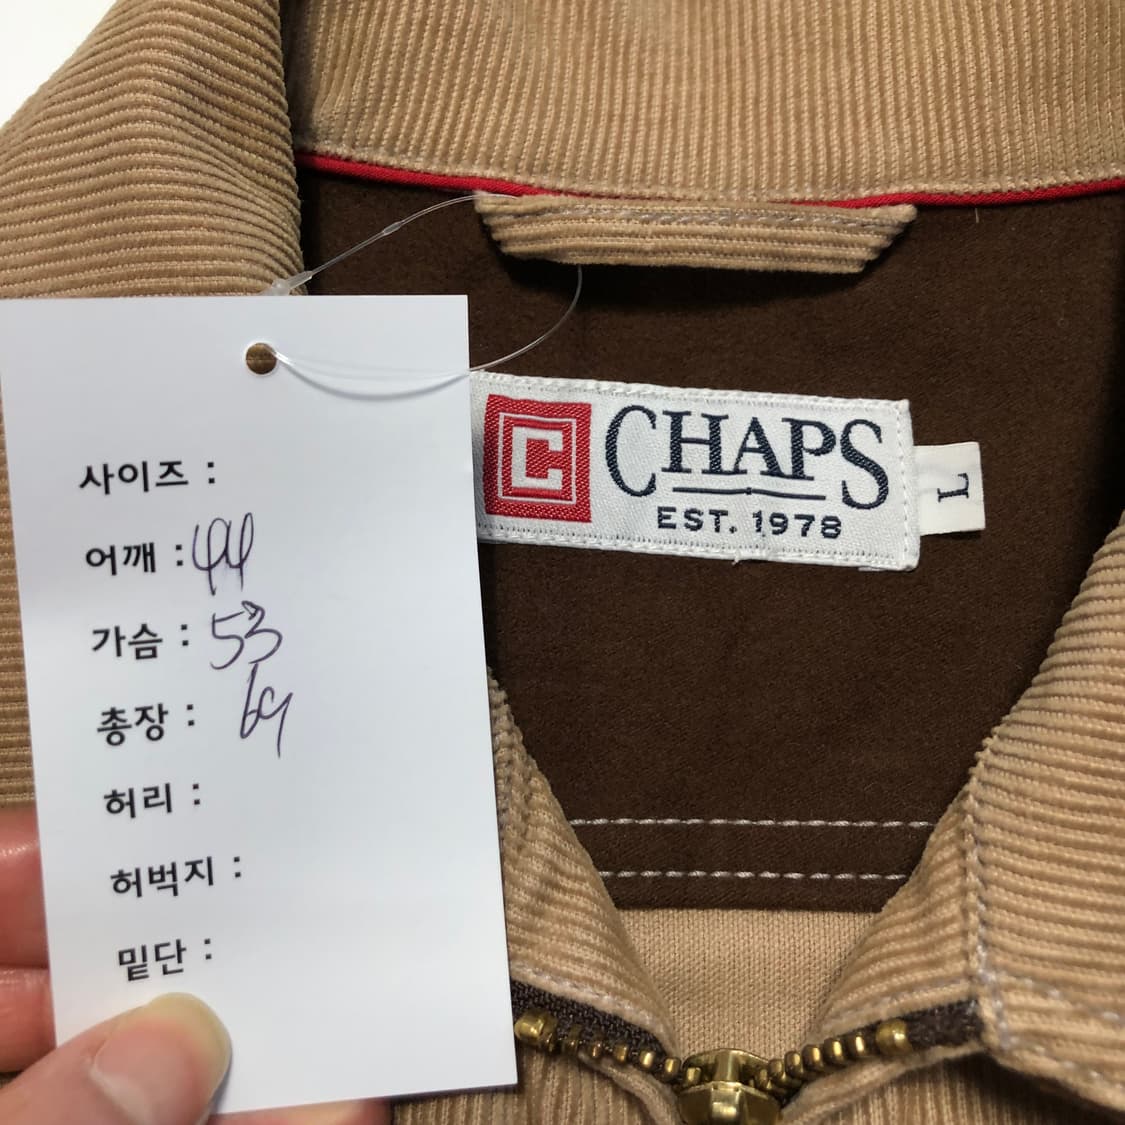 사이즈 :
어깨 : 44
가슴 : 53
총장 : 69
허리 :
허벅지 :
밑단 :
C CHAPS
EST. 1978
L